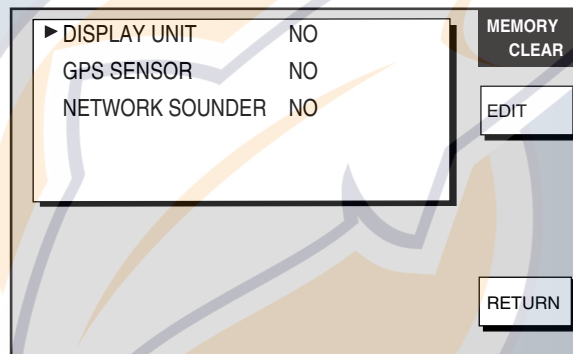 ▶ DISPLAY UNIT NO
GPS SENSOR NO
NETWORK SOUNDER NO
MEMORY
CLEAR
EDIT
RETURN